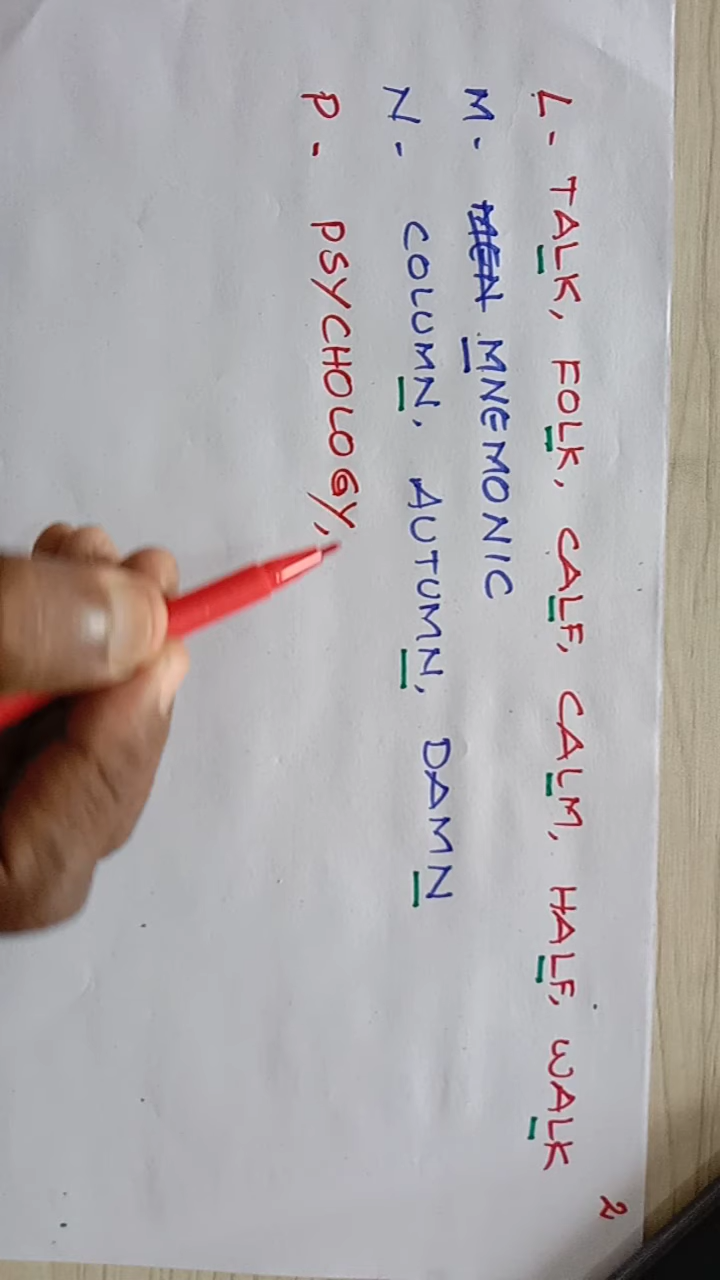 2
L- TALK, FOLK, CALF, CALM, HALF, WALK
M- MNEMONIC
N- COLUMN, AUTUMN, DAMN
P- PSYCHOLOGY,